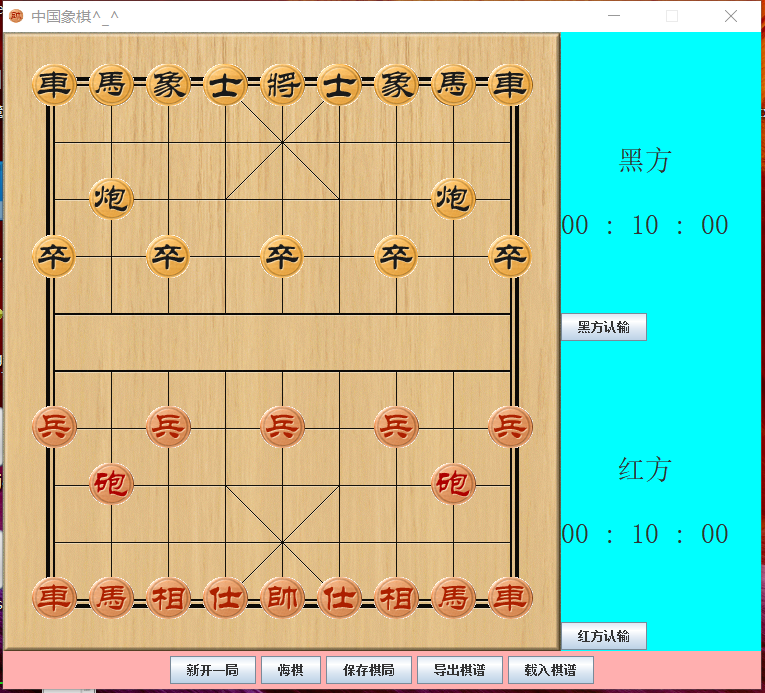 中国象棋^_^
車馬象士將士象馬車
炮炮
卒卒卒卒卒
兵兵兵兵兵
砲砲
車馬相仕帥仕相馬車
黑方
00 : 10 : 00
黑方认输
红方
00 : 10 : 00
红方认输
新开一局 悔棋 保存棋局 导出棋谱 载入棋谱